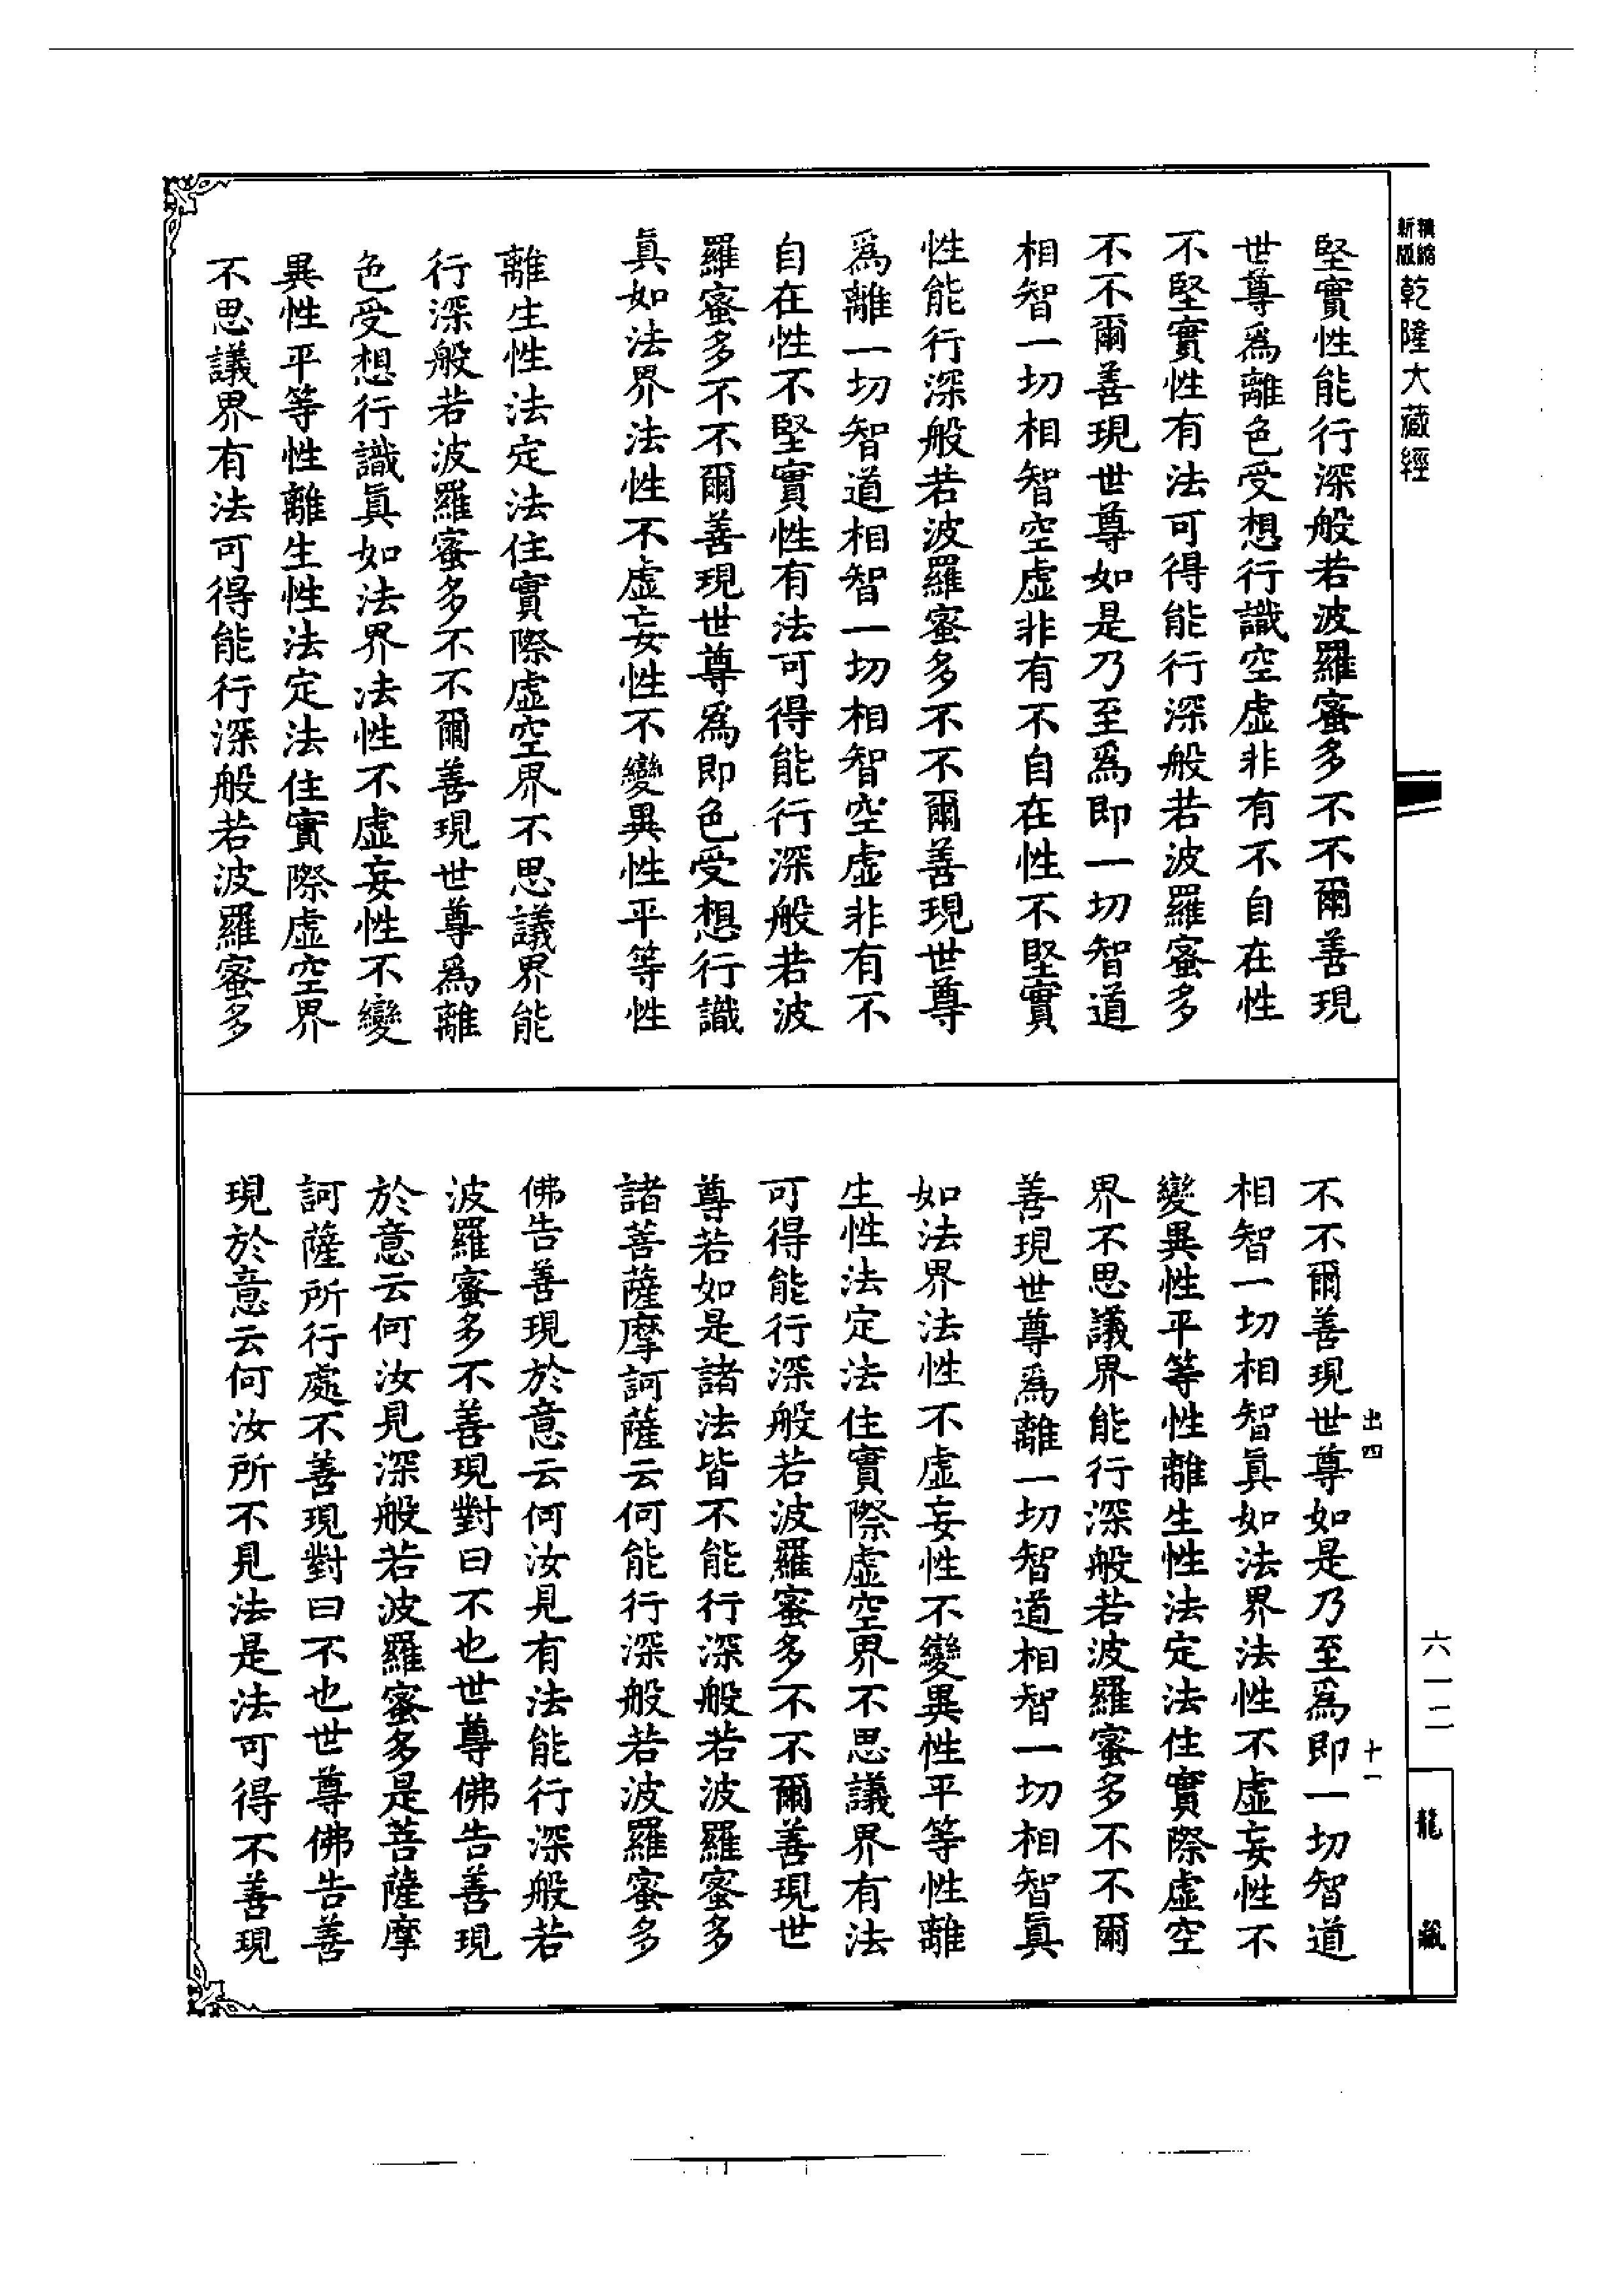 新版精縮
乾隆大藏經
堅實性能行深般若波羅蜜多不不爾善現
世尊爲離色受想行識空虛非有不自在性
不堅實性有法可得能行深般若波羅蜜多
不不爾善現世尊如是乃至爲即一切智道
相智一切相智空虛非有不自在性不堅實
性能行深般若波羅蜜多不不爾善現世尊
爲離一切智道相智一切相智空虛非有不
自在性不堅實性有法可得能行深般若波
羅蜜多不不爾善現世尊爲即色受想行識
眞如法界法性不虛妄性不變異性平等性
離生性法定法住實際虛空界不思議界能
行深般若波羅蜜多不不爾善現世尊爲離
色受想行識眞如法界法性不虛妄性不變
異性平等性離生性法定法住實際虛空界
不思議界有法可得能行深般若波羅蜜多
不不爾善現世尊如是乃至爲即一切智道
相智一切相智眞如法界法性不虛妄性不
變異性平等性離生性法定法住實際虛空
界不思議界能行深般若波羅蜜多不不爾
善現世尊爲離一切智道相智一切相智眞
如法界法性不虛妄性不變異性平等性離
生性法定法住實際虛空界不思議界有法
可得能行深般若波羅蜜多不不爾善現世
尊若如是諸法皆不能行深般若波羅蜜多
諸菩薩摩訶薩云何能行深般若波羅蜜多
佛告善現於意云何汝見有法能行深般若
波羅蜜多不善現對曰不也世尊佛告善現
於意云何汝見深般若波羅蜜多是菩薩摩
訶薩所行處不善現對曰不也世尊佛告善
現於意云何汝所不見法是法可得不善現
出四
十一
六一二
龍藏